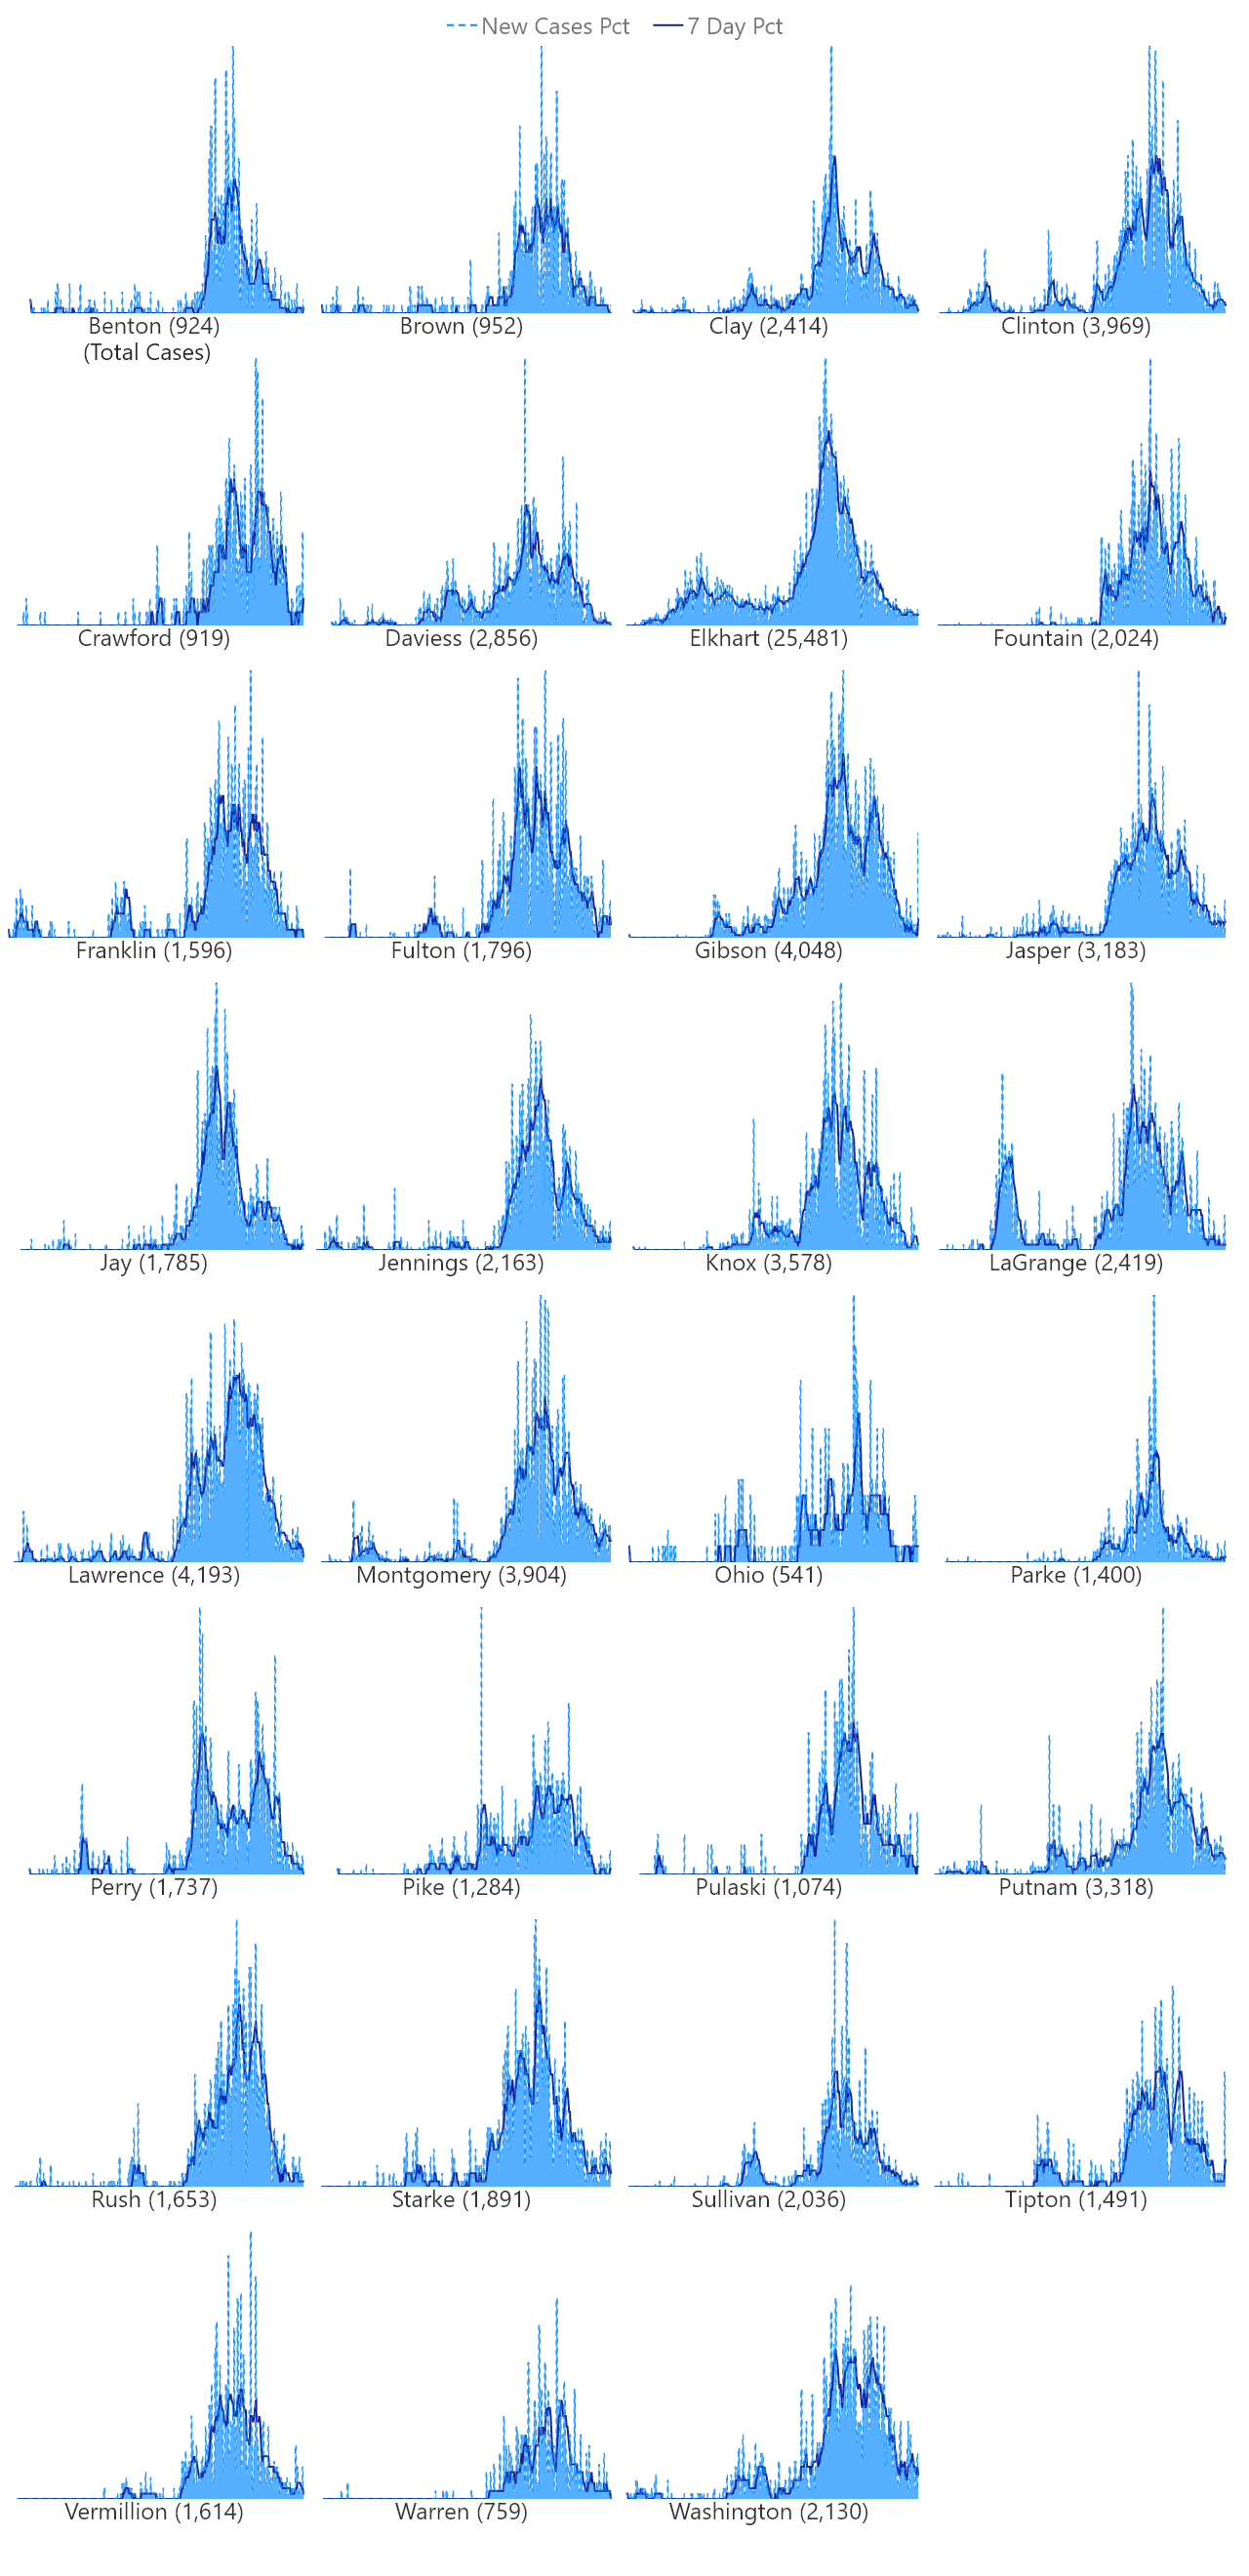 New Cases Pct 7 Day Pct
Benton (924) Brown (952) Clay (2,414) Clinton (3,969)
(Total Cases)
Crawford (919) Daviess (2,856) Elkhart (25,481) Fountain (2,024)
Franklin (1,596) Fulton (1,796) Gibson (4,048) Jasper (3,183)
Jay (1,785) Jennings (2,163) Knox (3,578) LaGrange (2,419)
Lawrence (4,193) Montgomery (3,904) Ohio (541) Parke (1,400)
Perry (1,737) Pike (1,284) Pulaski (1,074) Putnam (3,318)
Rush (1,653) Starke (1,891) Sullivan (2,036) Tipton (1,491)
Vermillion (1,614) Warren (759) Washington (2,130)